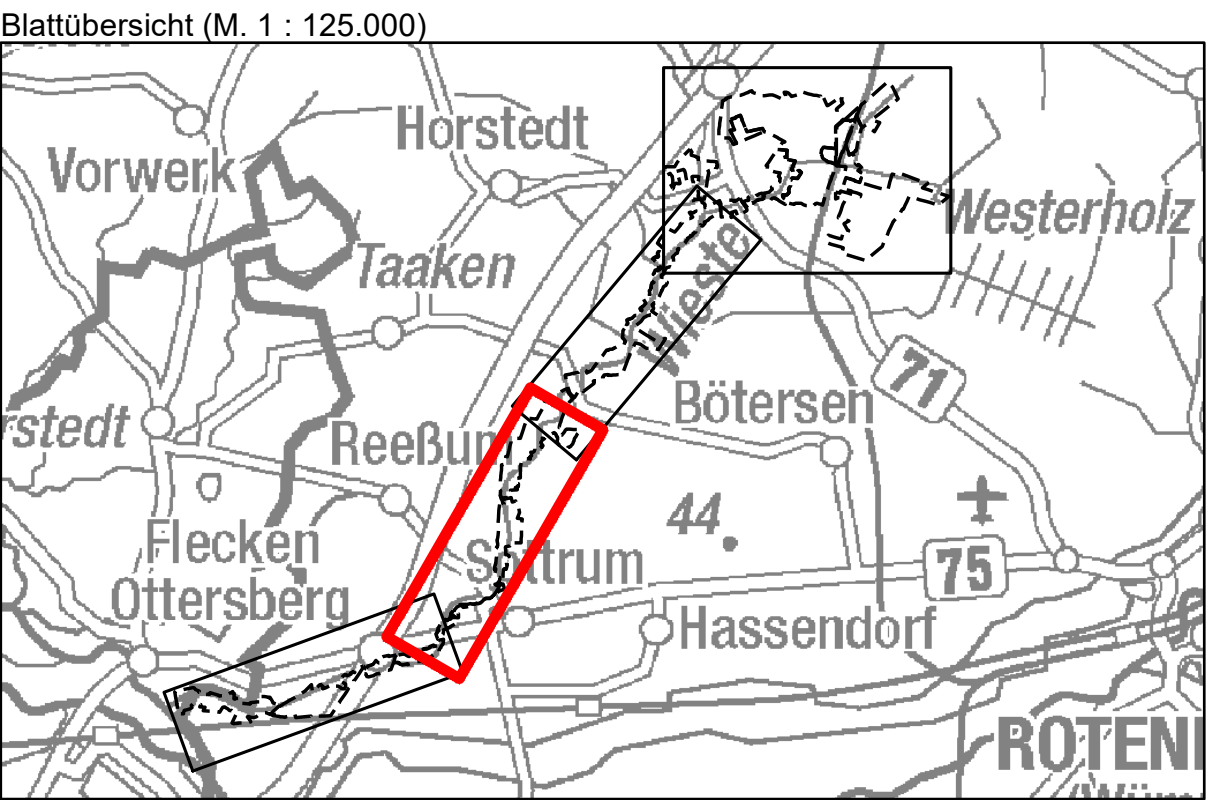 Blattübersicht (M. 1 : 125.000)
Horstedt
Vorwerk
Westerholz
Taaken
Wieste
71
Bötersen
rstedt
Reeßum
44
Flecken
Ottersberg
Sottrum
75
Hassendorf
ROTEN